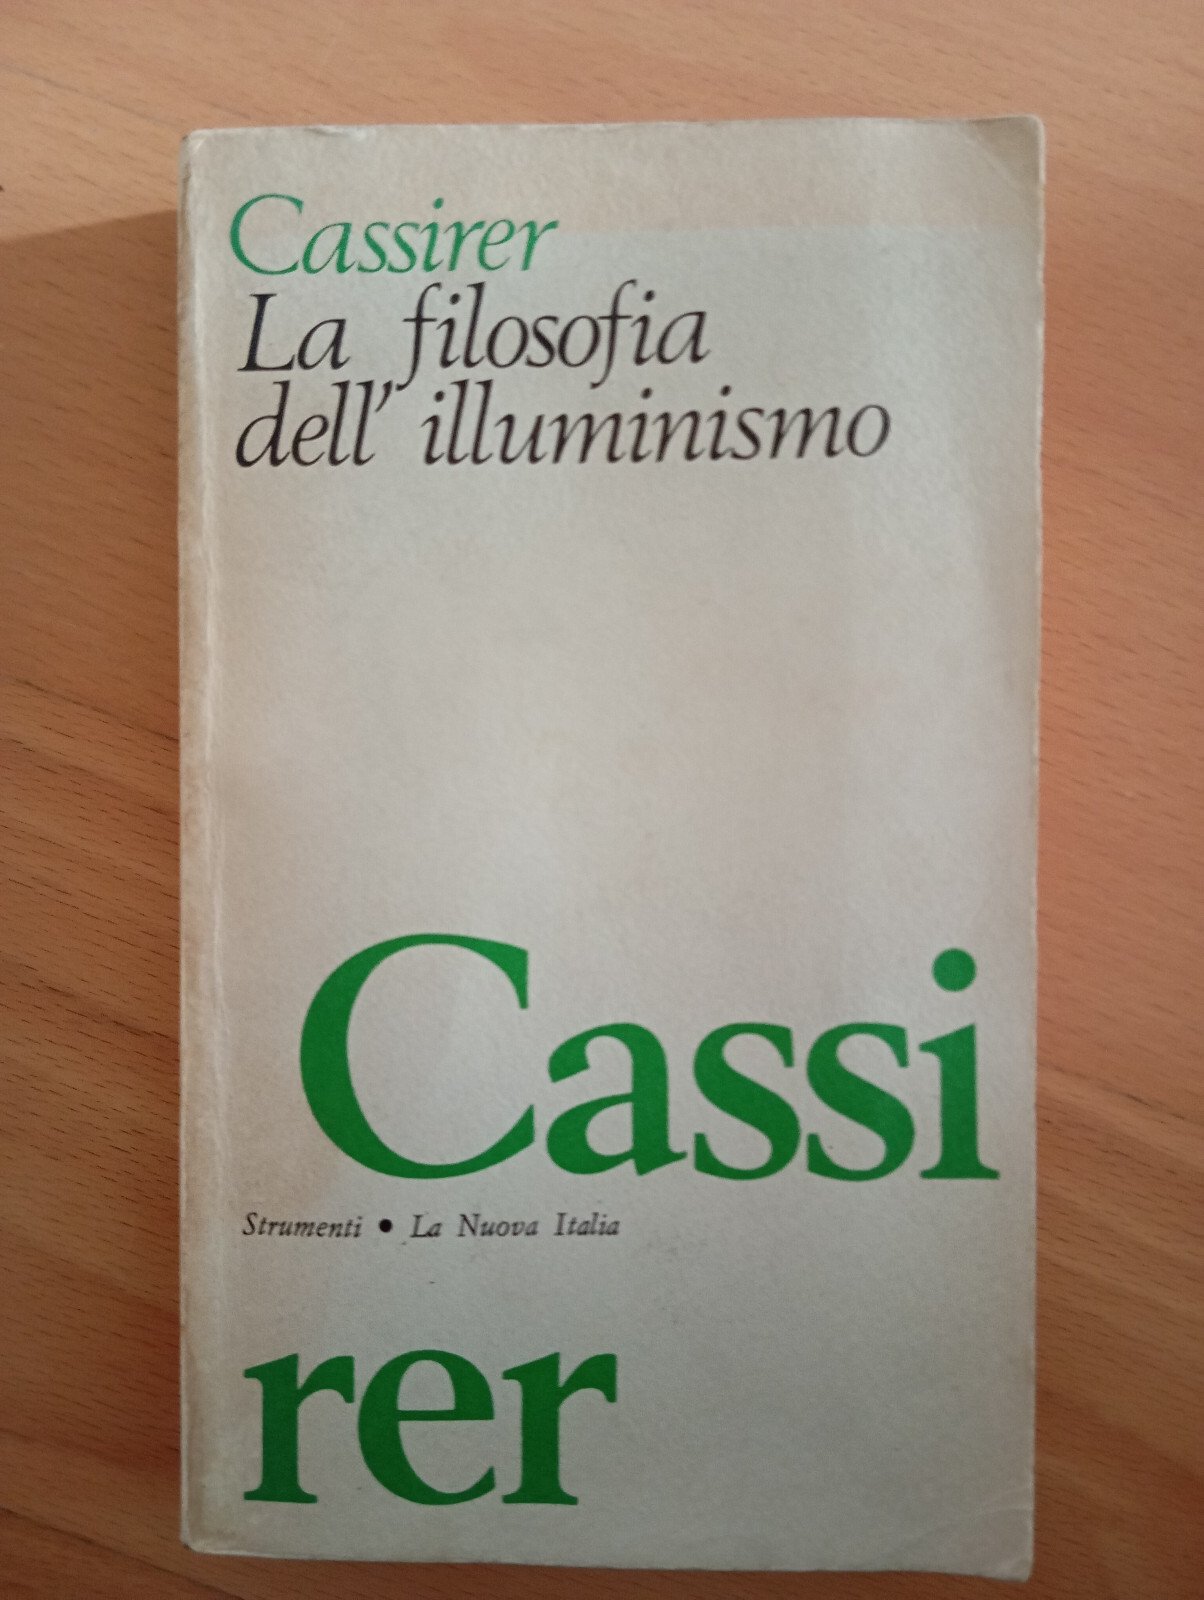 Cassirer
La filosofia
dell'illuminismo
Cassi
Strumenti • La Nuova Italia
rer